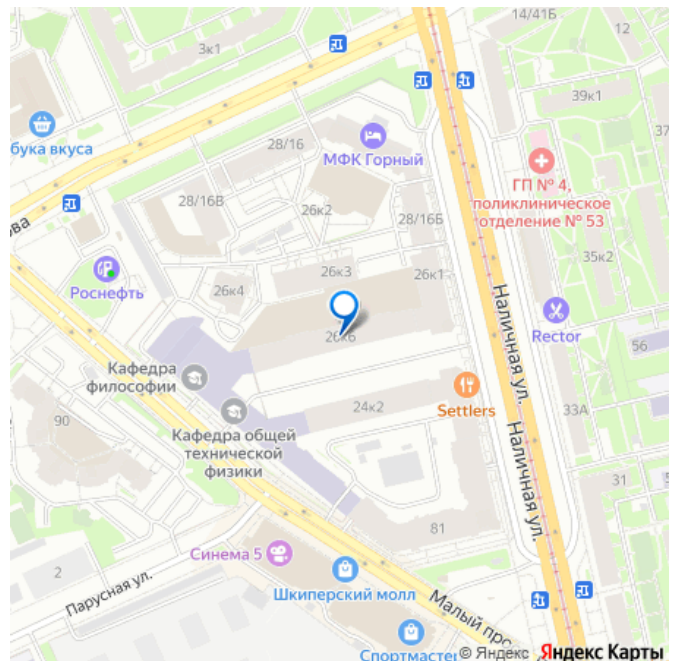 14/41Б
12
3к1
39к1
37
бука вкуса
28/16
МФК Горный
ГП № 4,
поликлиническое
отделение № 53
28/16В
26к2
28/16Б
ова
35к2
26к4
26к3
26к1
Роснефть
Наличная ул.
26к6
Rector
56
Кафедра
философии
Settlers
24к2
33А
90
Кафедра общей
технической
физики
Наличная ул.
31
81
Синема 5
2
Шкиперский молл
Парусная ул.
Малый прос
Спортмастер
© Яндекс Яндекс Карты